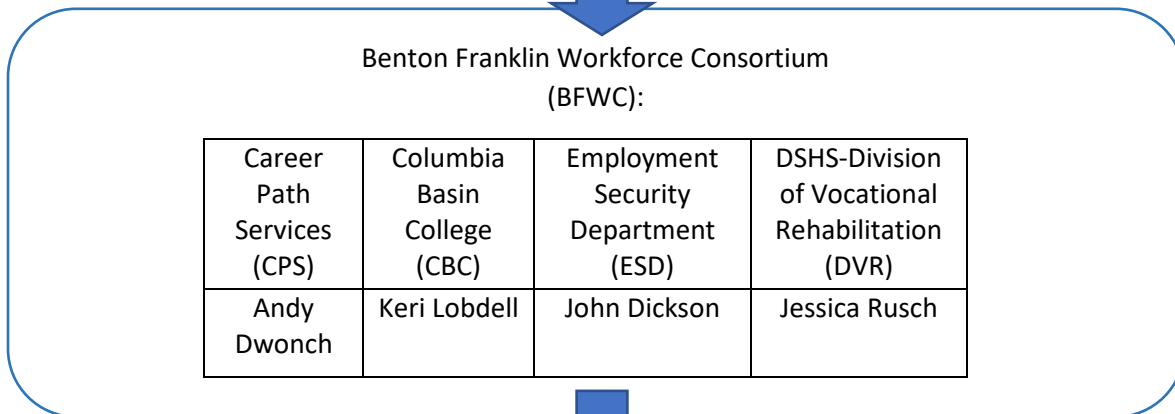 Benton Franklin Workforce Consortium
(BFWC):
Career
Path
Services
(CPS)
Columbia
Basin
College
(CBC)
Employment
Security
Department
(ESD)
DSHS-Division
of Vocational
Rehabilitation
(DVR)
Andy
Dwonch
Keri Lobdell
John Dickson
Jessica Rusch